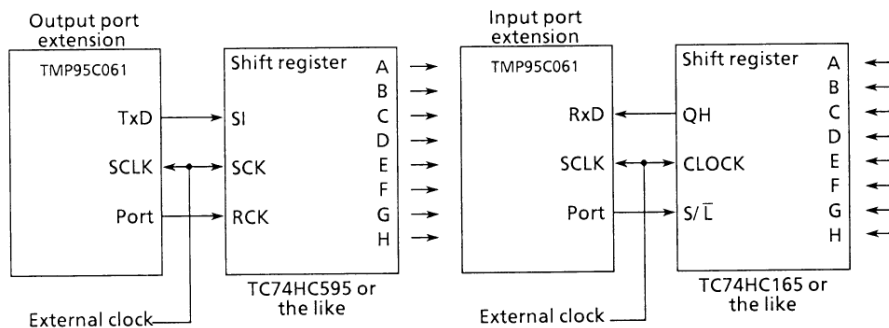 Output port
extension
TMP95C061
TxD
SCLK
Port
Shift register
SI
SCK
RCK
A
B
C
D
E
F
G
H
TC74HC595 or
the like
External clock
Input port
extension
TMP95C061
RxD
SCLK
Port
Shift register
QH
CLOCK
S/L̅
A
B
C
D
E
F
G
H
TC74HC165 or
the like
External clock